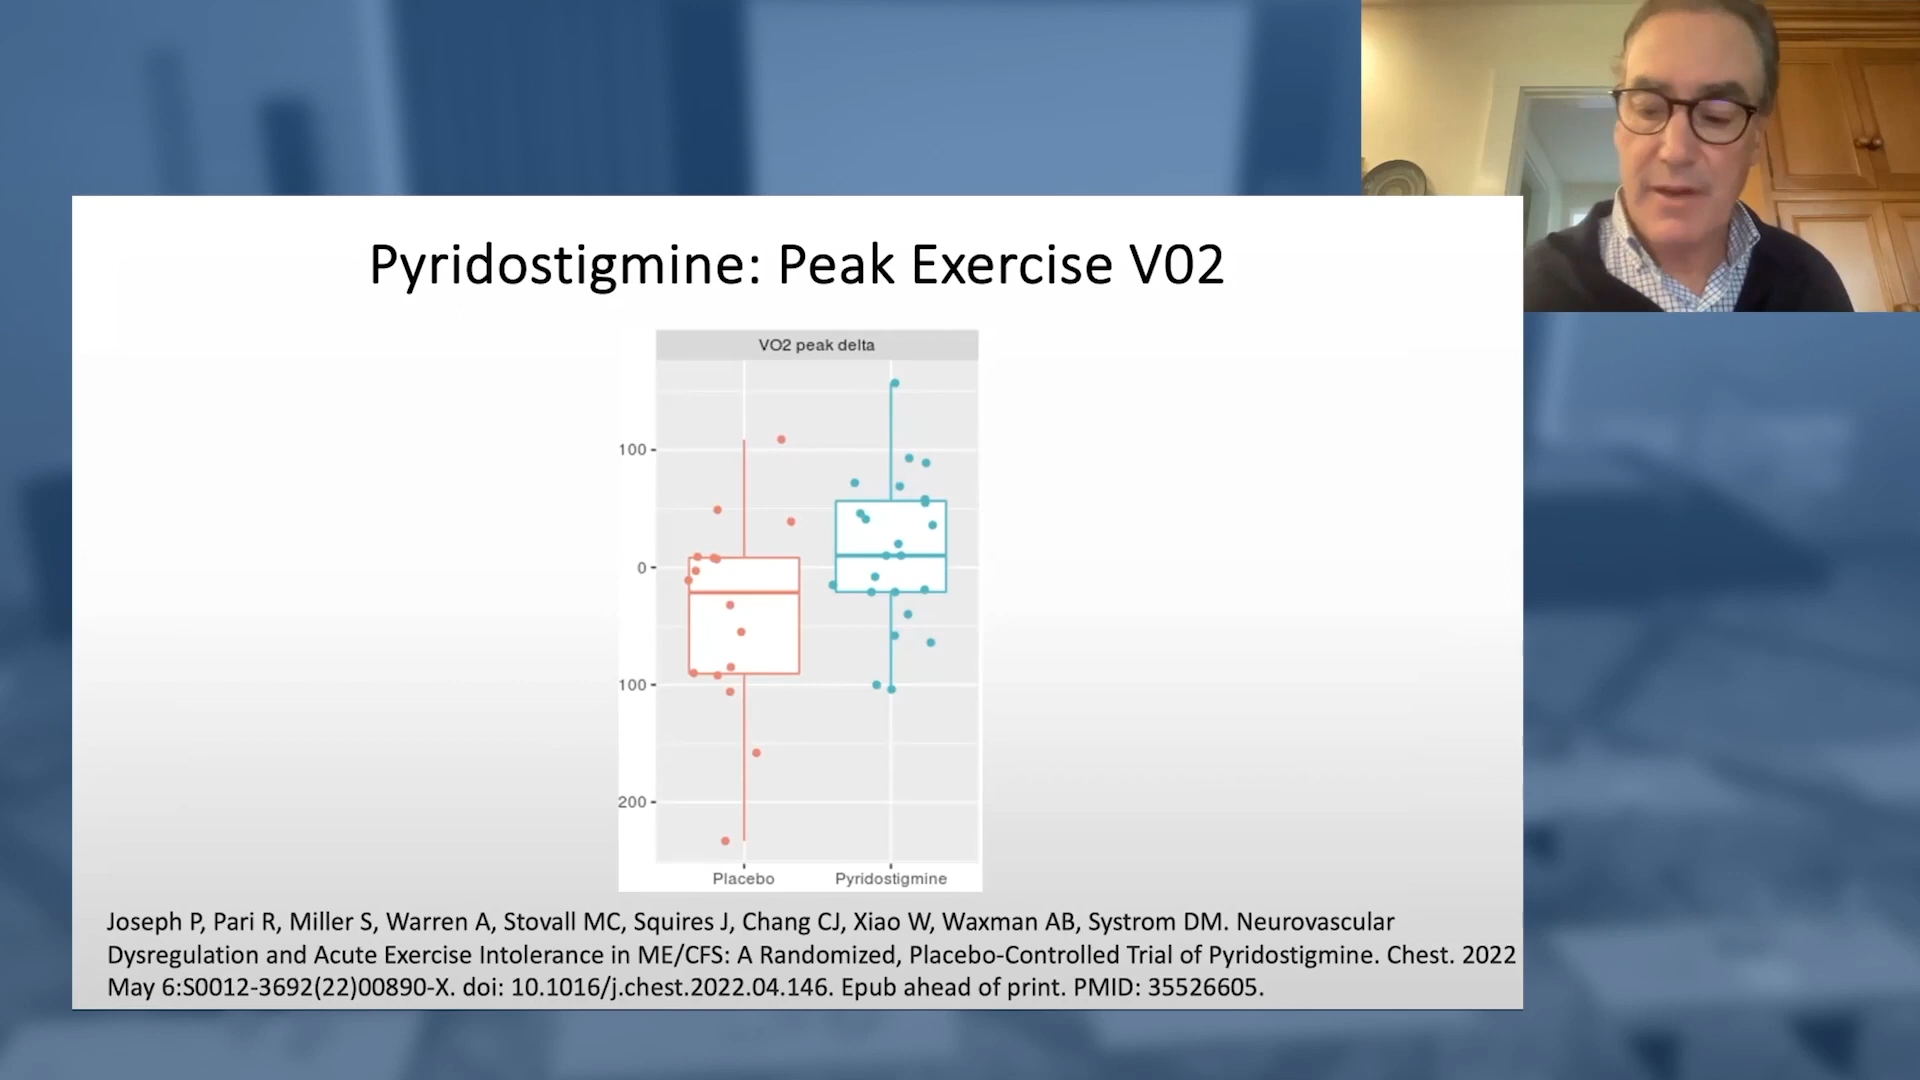 Pyridostigmine: Peak Exercise V02
VO2 peak delta
100
0
100
200
Placebo Pyridostigmine
Joseph P, Pari R, Miller S, Warren A, Stovall MC, Squires J, Chang CJ, Xiao W, Waxman AB, Systrom DM. Neurovascular
Dysregulation and Acute Exercise Intolerance in ME/CFS: A Randomized, Placebo-Controlled Trial of Pyridostigmine. Chest. 2022
May 6:S0012-3692(22)00890-X. doi: 10.1016/j.chest.2022.04.146. Epub ahead of print. PMID: 35526605.